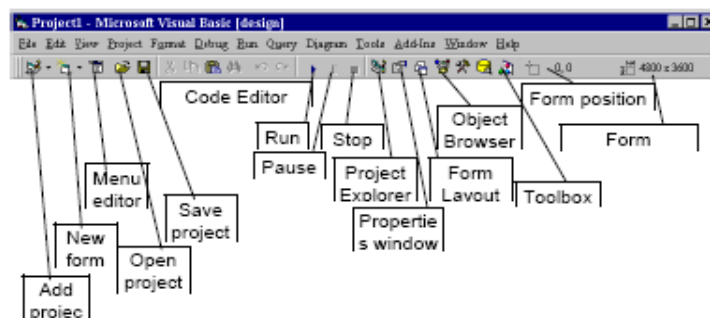 Project1 - Microsoft Visual Basic [design]
File Edit View Project Format Debug Run Query Diagram Tools Add-Ins Window Help
0, 0
4800 x 3600
Code Editor
Form position
Run
Stop
Object
Browser
Form
Pause
Project
Explorer
Form
Layout
Toolbox
Menu
editor
Save
project
Propertie
s window
New
form
Open
project
Add
projec